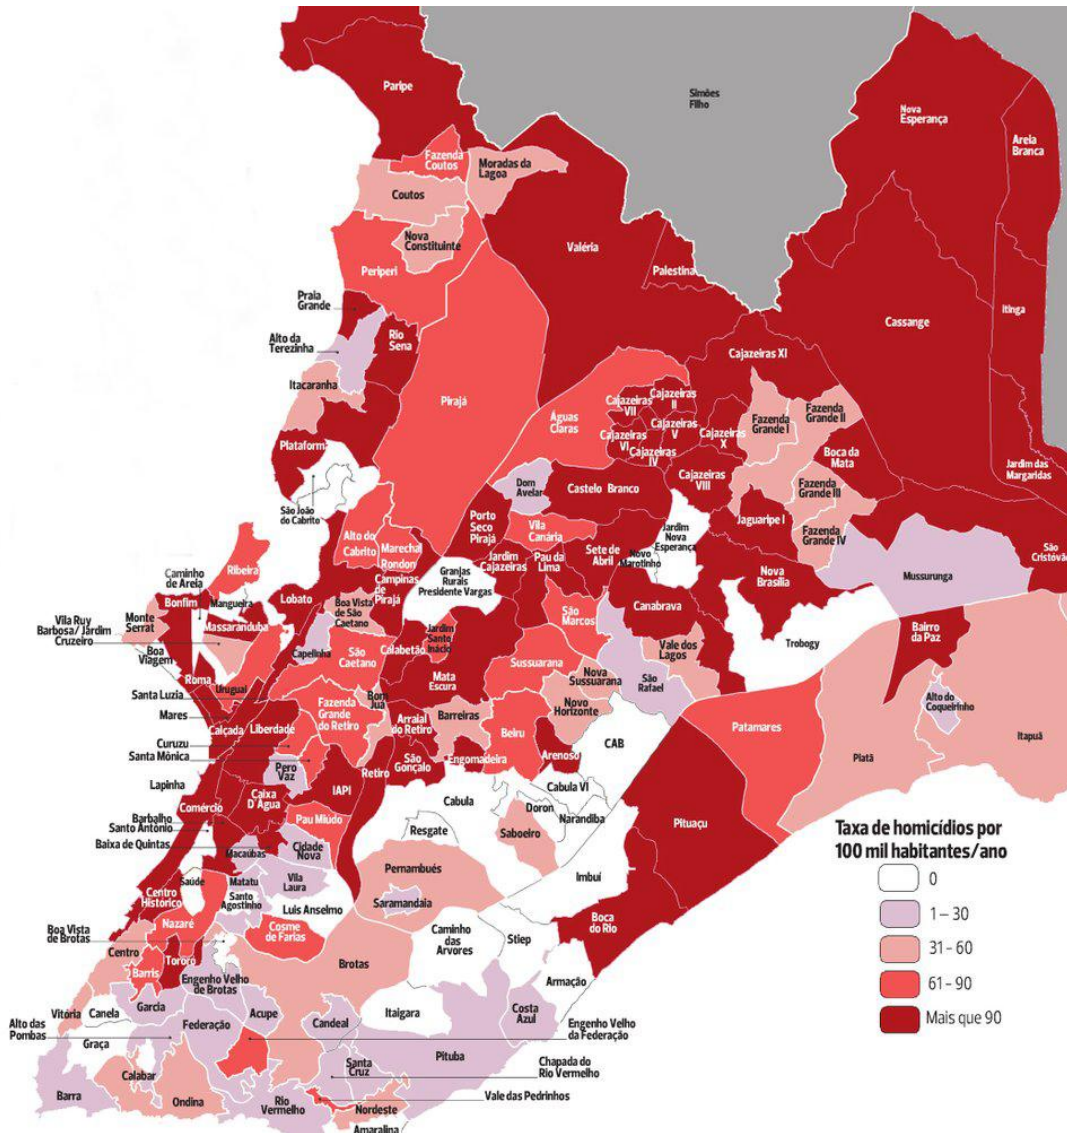 Paripe
Simões
Filho
Nova
Esperança
Areia
Branca
Fazenda
Coutos
Moradas da
Lagoa
Coutos
Nova
Constituinte
Valéria
Palestina
Periperi
Praia
Grande
Rio
Sena
Alto da
Terezinha
Cassange
Itinga
Cajazeiras XI
Itacaranha
Pirajá
Águas
Claras
Cajazeiras
VII
Cajazeiras
II
Cajazeiras
V
Cajazeiras
VI
Cajazeiras
IV
Cajazeiras
X
Fazenda
Grande I
Fazenda
Grande II
Plataforma
Boca da
Mata
Jardim das
Margaridas
Cajazeiras
VIII
Dom
Avelar
Castelo Branco
Fazenda
Grande III
São João
do Cabrito
Porto
Seco
Pirajá
Vila
Canária
Jaguaripe I
Jardim
Nova
Esperança
Fazenda
Grande IV
Alto do
Cabrito
Marechal
Rondon
Jardim
Cajazeiras
Pau da
Lima
Sete de
Abril
Novo
Marotinho
São
Cristóvão
Ribeira
Caminho
de Areia
Granjas
Rurais
Presidente Vargas
Nova
Brasília
Mussurunga
Campinas
de
Pirajá
Mangueira
Lobato
Bonfim
Boa Vista
de São
Caetano
Canabrava
Vila Ruy
Barbosa/Jardim
Cruzeiro
Monte
Serrat
Massaranduba
São
Marcos
Jardim
Santo
Inácio
Bairro
da Paz
Trobogy
Boa
Viagem
Capelinha
São
Caetano
Calabetão
Vale dos
Lagos
Roma
Sussuarana
Mata
Escura
Nova
Sussuarana
São
Rafael
Santa Luzia
Uruguai
Bom
Juá
Alto do
Coqueirinho
Mares
Fazenda
Grande
do Retiro
Novo
Horizonte
Patamares
Calçada
Liberdade
Arraial
do Retiro
Barreiras
Beiru
Itapuã
Curuzu
CAB
Santa Mônica
São
Gonçalo
Engomadeira
Arenoso
Piatã
Pero
Vaz
Retiro
Lapinha
IAPI
Cabula VI
Caixa
D'Água
Cabula
Doron
Comércio
Narandiba
Barbalho
Pau Miúdo
Pituaçu
Santo Antônio
Resgate
Saboeiro
Baixa de Quintas
Macaúbas
Cidade
Nova
Pernambués
Imbuí
Saúde
Matatu
Vila
Laura
Centro
Histórico
Santo
Agostinho
Saramandaia
Luis Anselmo
Boca
do Rio
Nazaré
Boa Vista
de Brotas
Cosme
de Farias
Caminho
das
Árvores
Stiep
Centro
Tororó
Barris
Engenho Velho
de Brotas
Brotas
Armação
Garcia
Vitória
Canela
Acupe
Candeal
Itaigara
Costa
Azul
Alto das
Pombas
Federação
Engenho Velho
da Federação
Graça
Pituba
Chapada do
Rio Vermelho
Santa
Cruz
Calabar
Barra
Ondina
Rio
Vermelho
Vale das Pedrinhos
Nordeste
Amaralina
Taxa de homicídios por
100 mil habitantes/ano
0
1 – 30
31 – 60
61 – 90
Mais que 90